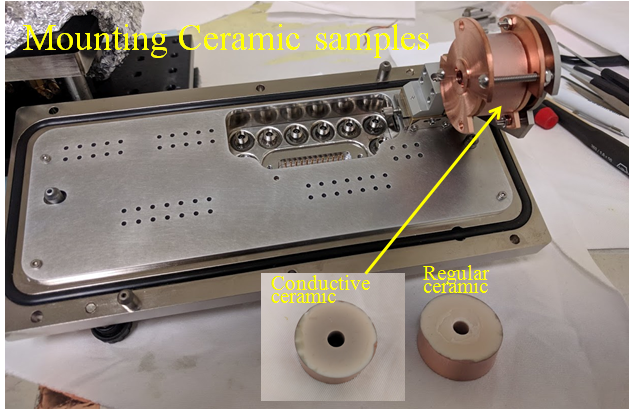 Mounting Ceramic samples
Conductive
ceramic
Regular
ceramic